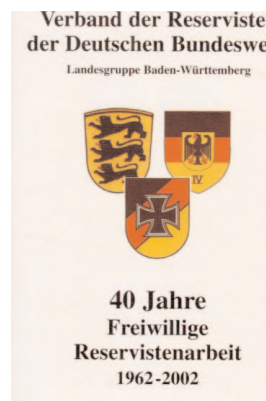 Verband der Reserviste
der Deutschen Bundeswe
Landesgruppe Baden-Württemberg
IV
40 Jahre
Freiwillige
Reservistenarbeit
1962-2002